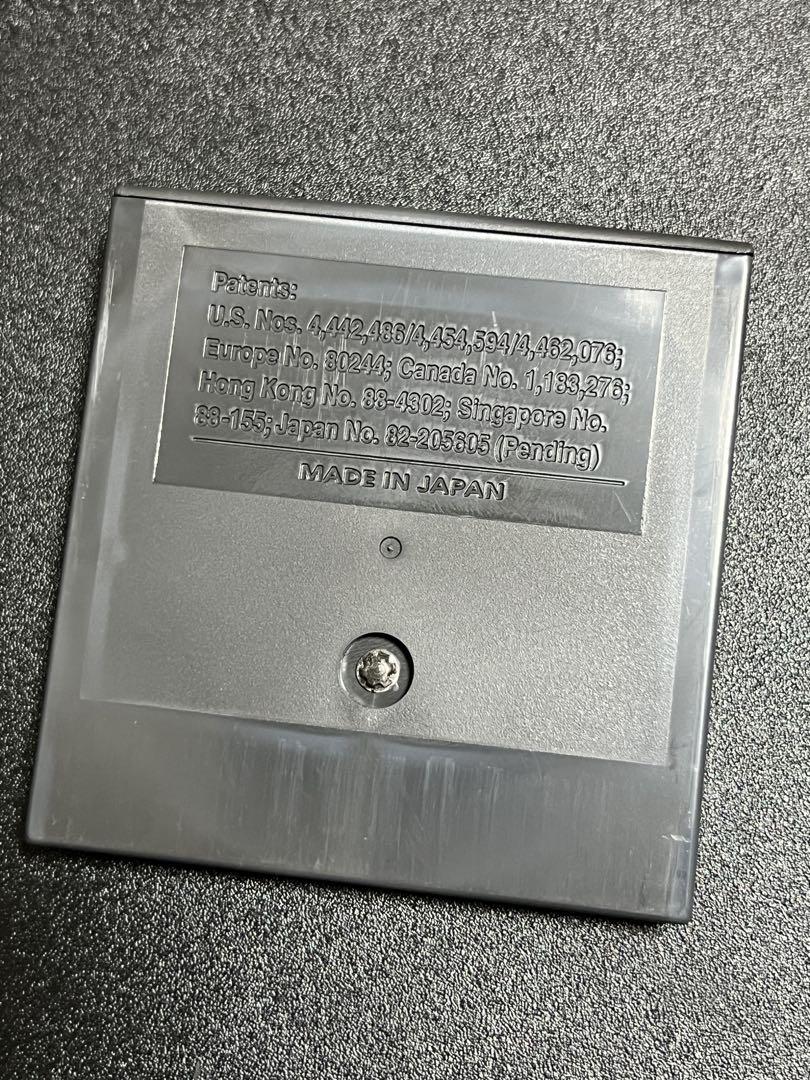 Patents:
U.S. Nos. 4,442,486/4,454,594/4,462,076;
Europe No. 80244; Canada No. 1,183,276;
Hong Kong No. 88-4302; Singapore No.
88-155; Japan No. 82-205605 (Pending)
MADE IN JAPAN